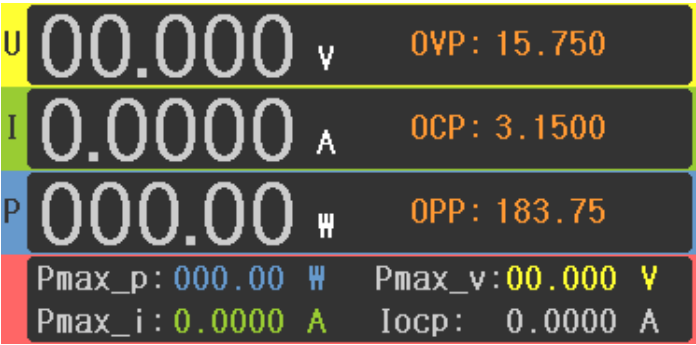 U 00.000 V OVP: 15.750
I 0.0000 A OCP: 3.1500
P 000.00 W OPP: 183.75
Pmax_p: 000.00 W Pmax_v: 00.000 V
Pmax_i: 0.0000 A Iocp: 0.0000 A